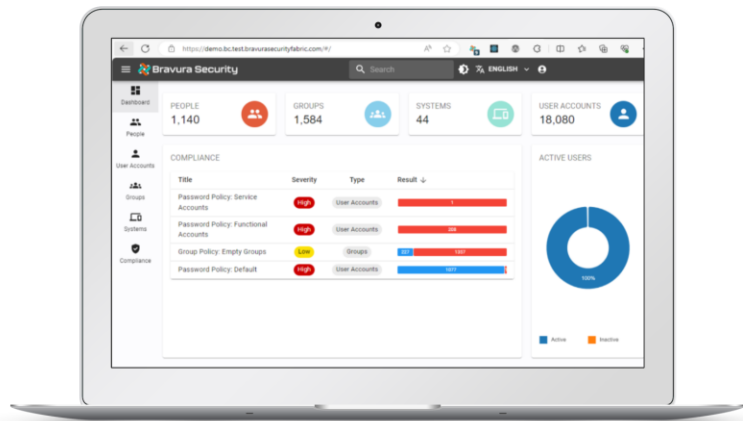 https://demo.bc.test.bravurasecurityfabric.com/#/
Bravura Security
Search
ENGLISH
Dashboard
People
User Accounts
Groups
Systems
Compliance
PEOPLE
1,140
GROUPS
1,584
SYSTEMS
44
USER ACCOUNTS
18,080
COMPLIANCE
Title Severity Type Result ↓
Password Policy: Service
Accounts
High User Accounts 1
Password Policy: Functional
Accounts
High User Accounts
Group Policy: Empty Groups Low Groups
Password Policy: Default High User Accounts
ACTIVE USERS
100%
Active Inactive